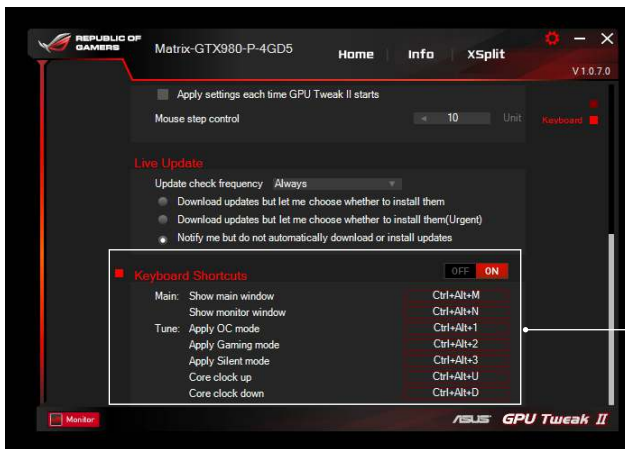 REPUBLIC OF
GAMERS
Matrix-GTX980-P-4GD5
Home
Info
XSplit
V 1.0.7.0
Apply settings each time GPU Tweak II starts
Mouse step control 10 Unit
Keyboard
Live Update
Update check frequency Always
Download updates but let me choose whether to install them
Download updates but let me choose whether to install them(Urgent)
Notify me but do not automatically download or install updates
Keyboard Shortcuts OFF ON
Main: Show main window Ctrl+Alt+M
Show monitor window Ctrl+Alt+N
Tune: Apply OC mode Ctrl+Alt+1
Apply Gaming mode Ctrl+Alt+2
Apply Silent mode Ctrl+Alt+3
Core clock up Ctrl+Alt+U
Core clock down Ctrl+Alt+D
Monitor
ASUS GPU Tweak II